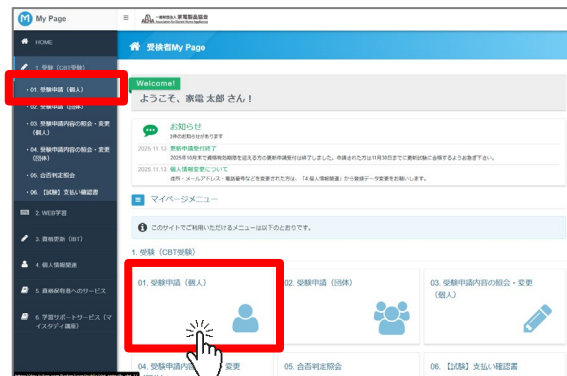 My Page
一般財団法人 家電製品協会
HOME
受検者My Page
1. 受験（CBT受験）
・01. 受験申請（個人）
・02. 受験申請（団体）
・03. 受験申請内容の照会・変更（個人）
・04. 受験申請内容の照会・変更（団体）
・05. 合否判定照会
・06. 【試験】支払い確認書
2. WEB学習
3. 資格更新（IBT）
4. 個人情報関連
5. 資格保有者へのサービス
6. 学習サポートサービス（マイスタディ講座）
Welcome!
ようこそ、家電 太郎 さん！
お知らせ
2件のお知らせがあります
2025.11.13 更新申請受付終了
2025年10月末で資格有効期限を迎える方の更新申請受付は終了しました。申請された方は11月30日までに更新試験に合格するようお急ぎ下さい。
2025.11.13 個人情報変更について
住所・メールアドレス・電話番号などを変更された方は、「4.個人情報関連」から登録データ変更をお願いします。
マイページメニュー
このサイトでご利用いただけるメニューは以下のとおりです。
1. 受験（CBT受験）
01. 受験申請（個人）
02. 受験申請（団体）
03. 受験申請内容の照会・変更
（個人）
04. 受験申請内
変更
05. 合否判定照会
06. 【試験】支払い確認書